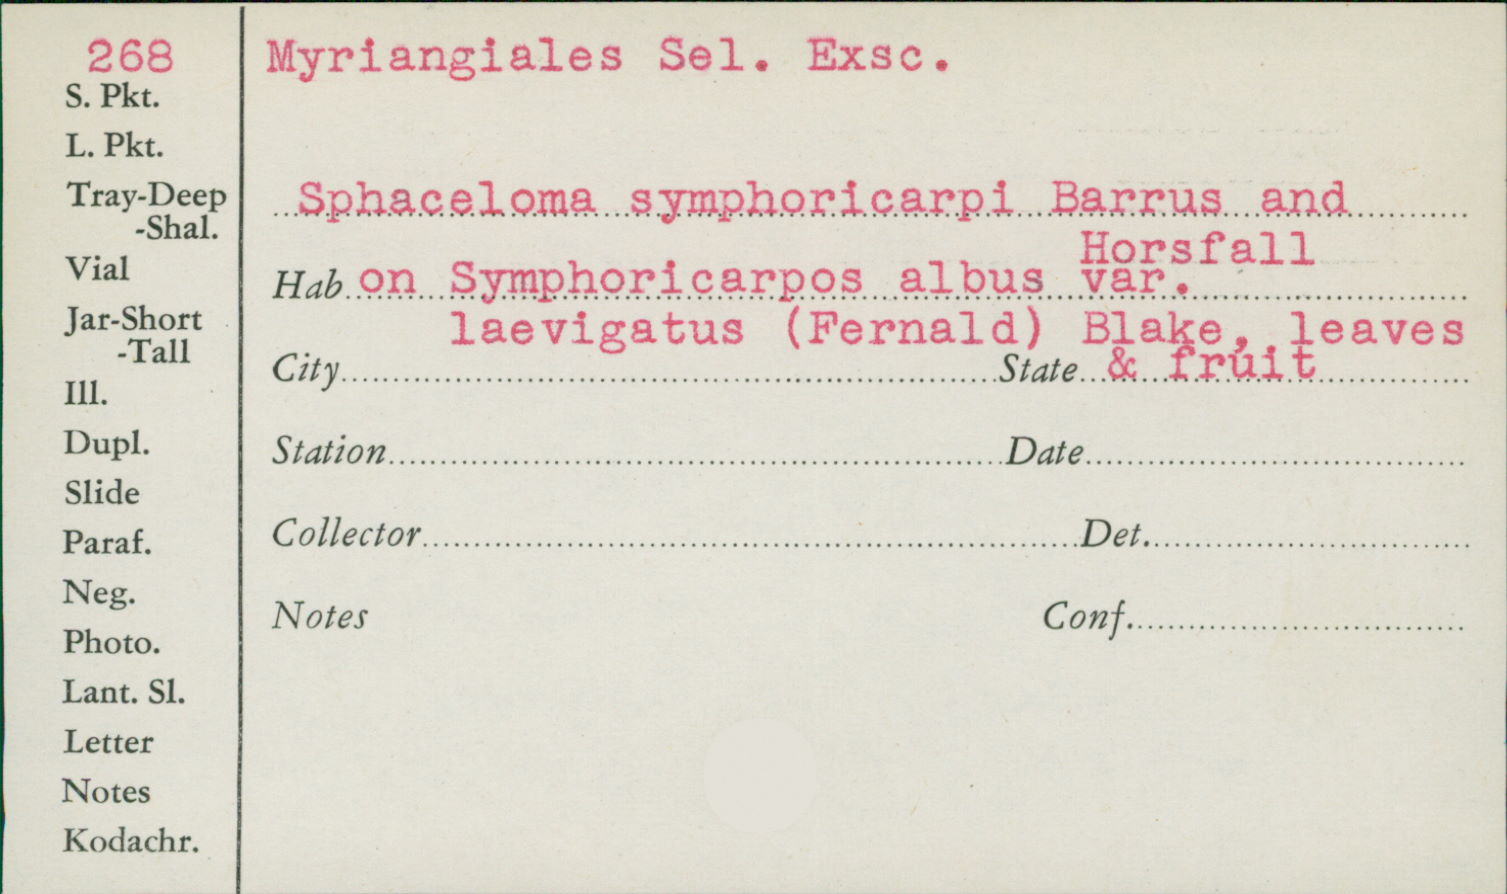 268
S. Pkt.
L. Pkt.
Tray-Deep
-Shal.
Vial
Jar-Short
-Tall
Ill.
Dupl.
Slide
Paraf.
Neg.
Photo.
Lant. Sl.
Letter
Notes
Kodachr.
Myriangiales Sel. Exsc.
Sphaceloma symphoricarpi Barrus and
Horsfall
Hab on Symphoricarpos albus var.
laevigatus (Fernald) Blake, leaves
City State & fruit
Station Date
Collector Det.
Notes Conf.